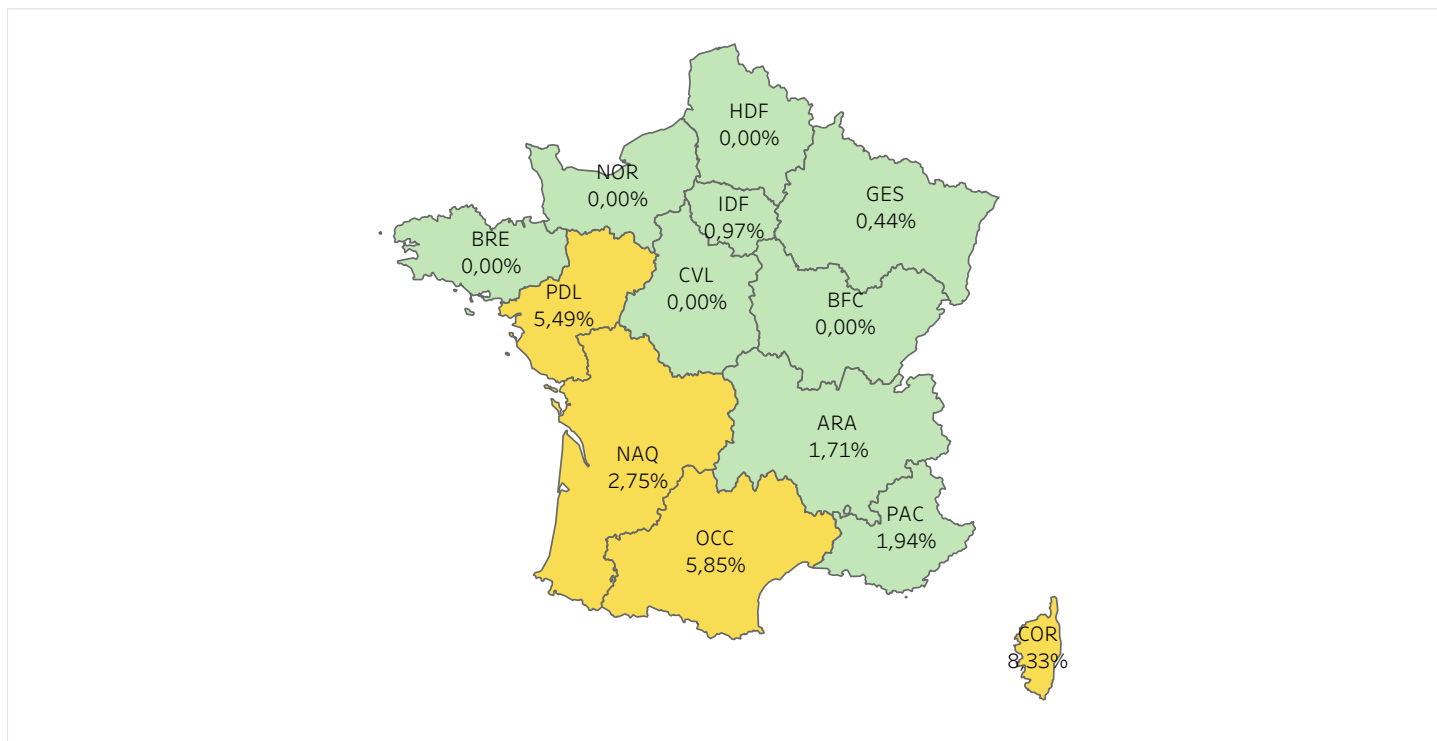 HDF
0,00%
NOR
0,00%
GES
0,44%
IDF
0,97%
BRE
0,00%
CVL
0,00%
PDL
5,49%
BFC
0,00%
ARA
1,71%
NAQ
2,75%
PAC
1,94%
OCC
5,85%
COR
8,33%